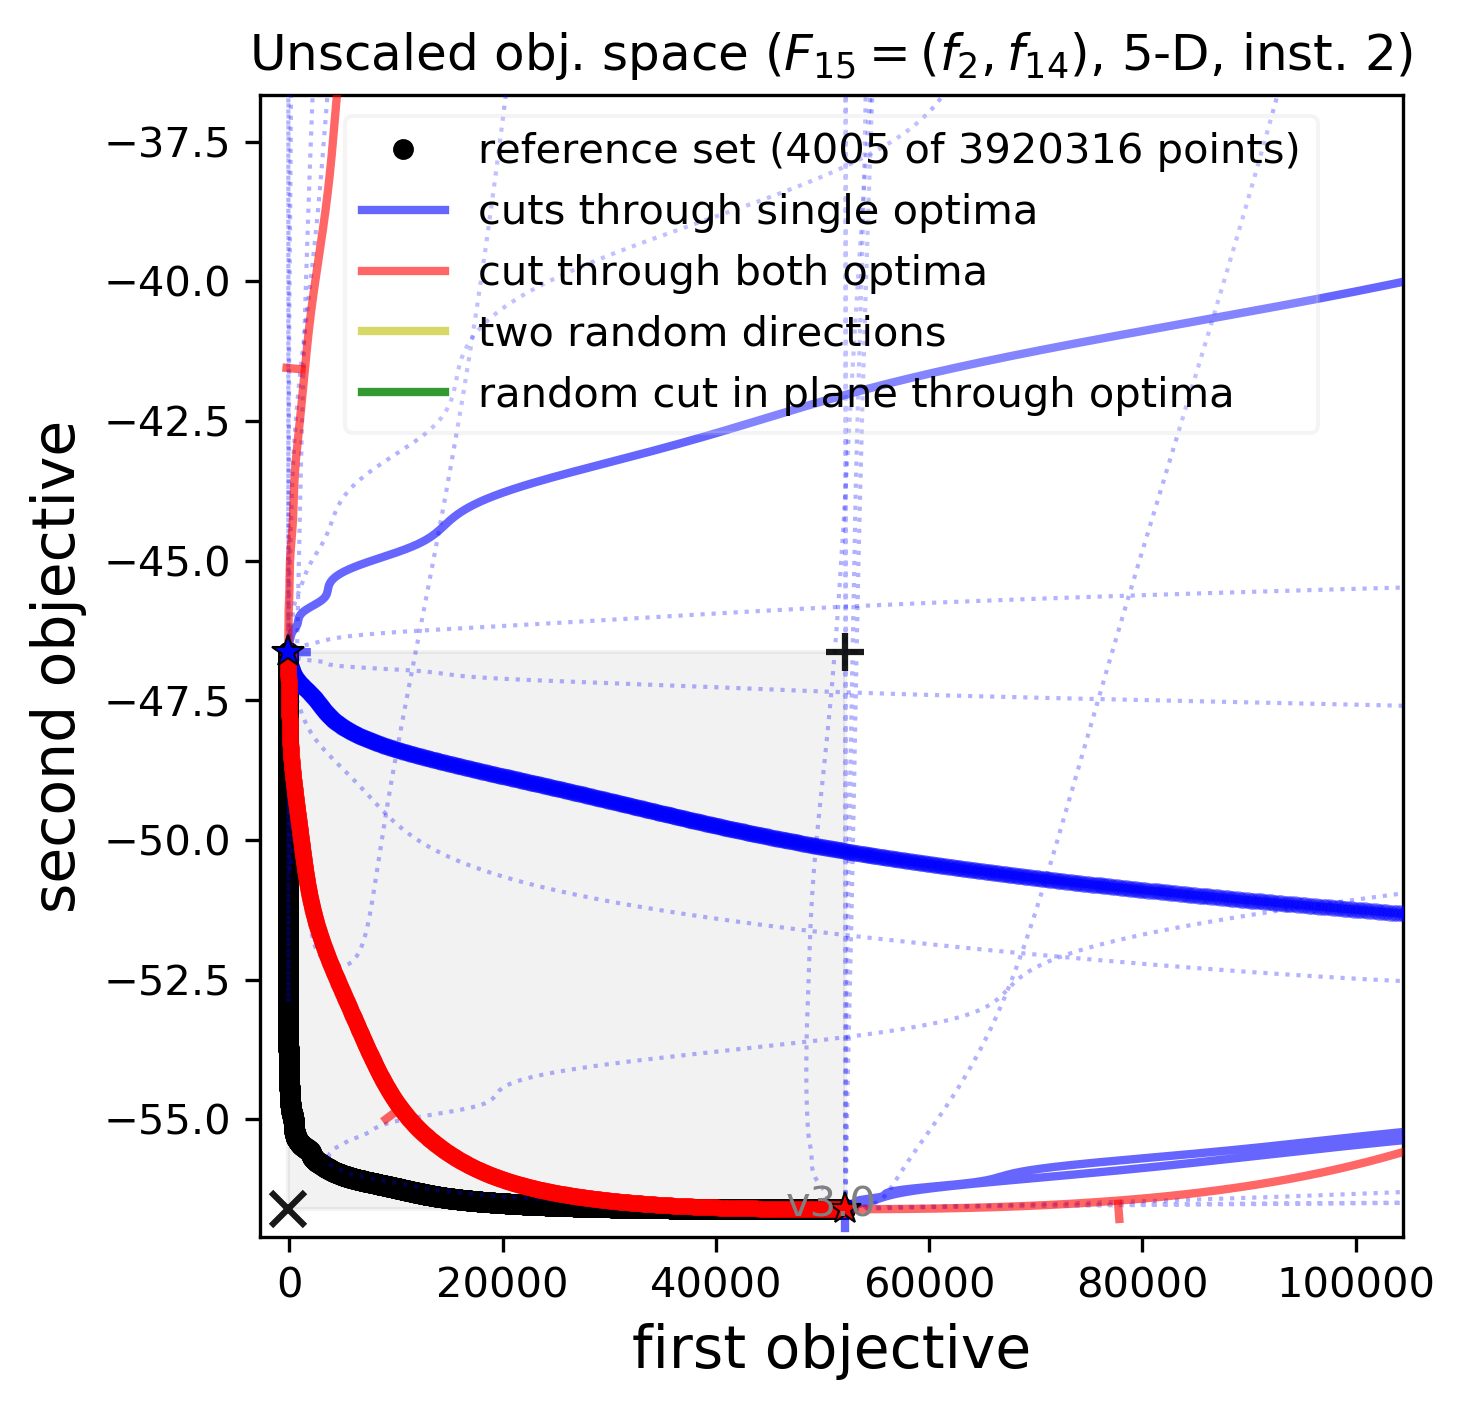 Unscaled obj. space (F₁₅ = (f₂, f₁₄), 5-D, inst. 2)
reference set (4005 of 3920316 points)
cuts through single optima
cut through both optima
two random directions
random cut in plane through optima
−37.5
−40.0
−42.5
−45.0
−47.5
−50.0
−52.5
−55.0
second objective
v3.0
0 20000 40000 60000 80000 100000
first objective